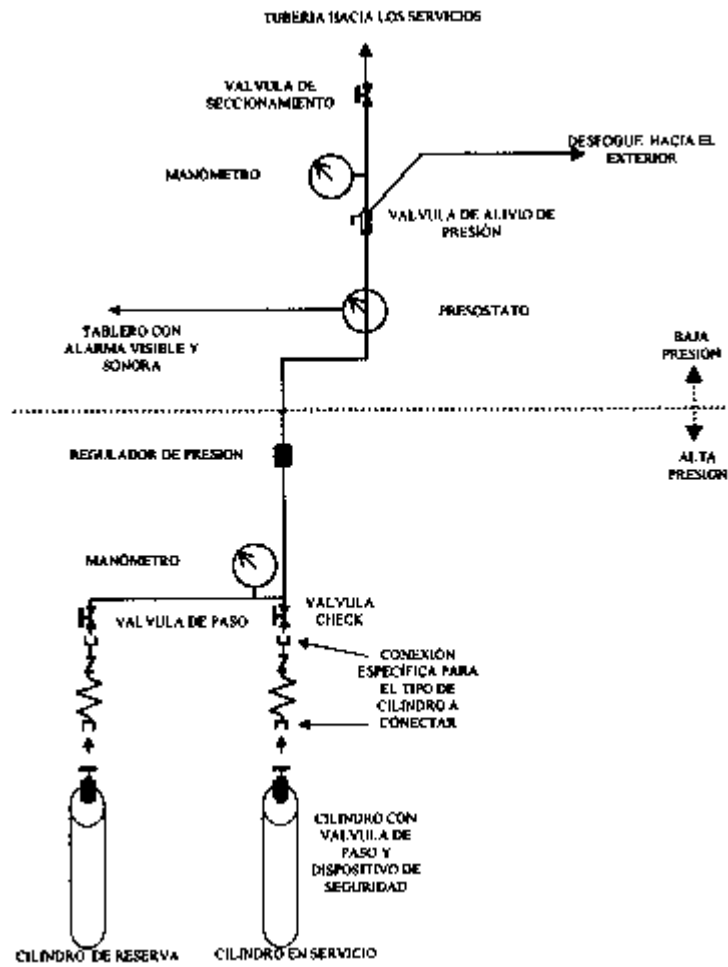 TUBERIA HACIA LOS SERVICIOS
VALVULA DE
SECCIONAMIENTO
DESFOGUE HACIA EL
EXTERIOR
MANÓMETRO
VALVULA DE ALIVIO DE
PRESIÓN
PRESOSTATO
TABLERO CON
ALARMA VISIBLE Y
SONORA
BAJA
PRESIÓN
REGULADOR DE PRESION
ALTA
PRESION
MANÓMETRO
VALVULA DE PASO
VALVULA
CHECK
CONEXIÓN
ESPECÍFICA PARA
EL TIPO DE
CILINDRO A
CONECTAR
CILINDRO CON
VALVULA DE
PASO Y
DISPOSITIVO DE
SEGURIDAD
CILINDRO DE RESERVA
CILINDRO EN SERVICIO